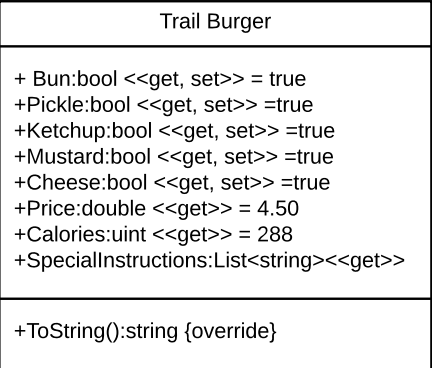 Trail Burger
+ Bun:bool <<get, set>> = true
+Pickle:bool <<get, set>> =true
+Ketchup:bool <<get, set>> =true
+Mustard:bool <<get, set>> =true
+Cheese:bool <<get, set>> =true
+Price:double <<get>> = 4.50
+Calories:uint <<get>> = 288
+SpecialInstructions:List<string><<get>>
+ToString():string {override}